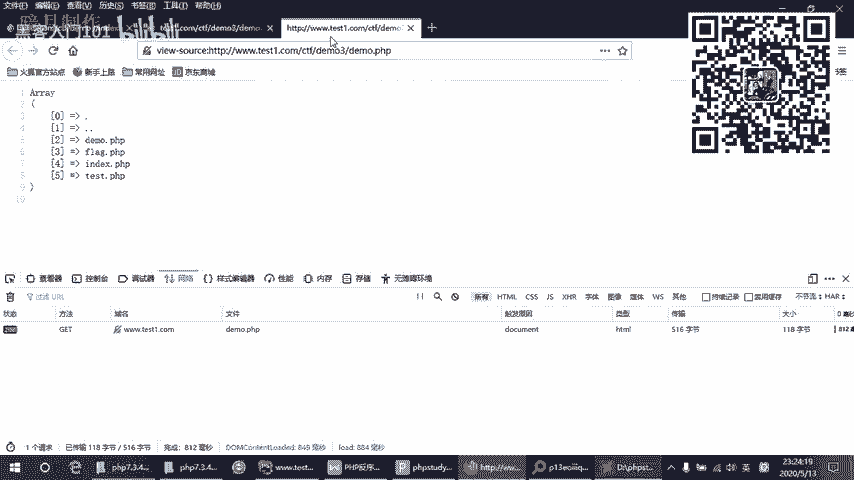 文件(F) 编辑(E) 查看(V) 历史(S) 书签(B) 工具(T) 帮助(H)
bilibili
test1.com/ctf/demo3/demo
http://www.test1.com/ctf/demo
view-source:http://www.test1.com/ctf/demo3/demo.php
火狐官方站点 新手上路 常用网址 京东商城
1 Array
2 (
3 [0] => .
4 [1] => ..
5 [2] => demo.php
6 [3] => flag.php
7 [4] => index.php
8 [5] => test.php
9 )
10
查看器 控制台 调试器 网络 样式编辑器 性能 内存 存储 无障碍环境
过滤 URL 所有 HTML CSS JS XHR 字体 图像 媒体 WS 其他 持续记录 禁用缓存 不节流 HAR
状态 方法 域名 文件 触发原因 类型 传输 大小
200 GET www.test1.com demo.php document html 516 字节 118 字节
1 个请求 已传输 118 字节 / 516 字节 完成：812 毫秒 DOMContentLoaded: 849 毫秒 load: 884 毫秒
php7.3.4... php7.3.4... www.test... PHP反序... phpstudy... http://ww... p13eoiiq... D:\phpst... 英 23:24:19
2020/5/13